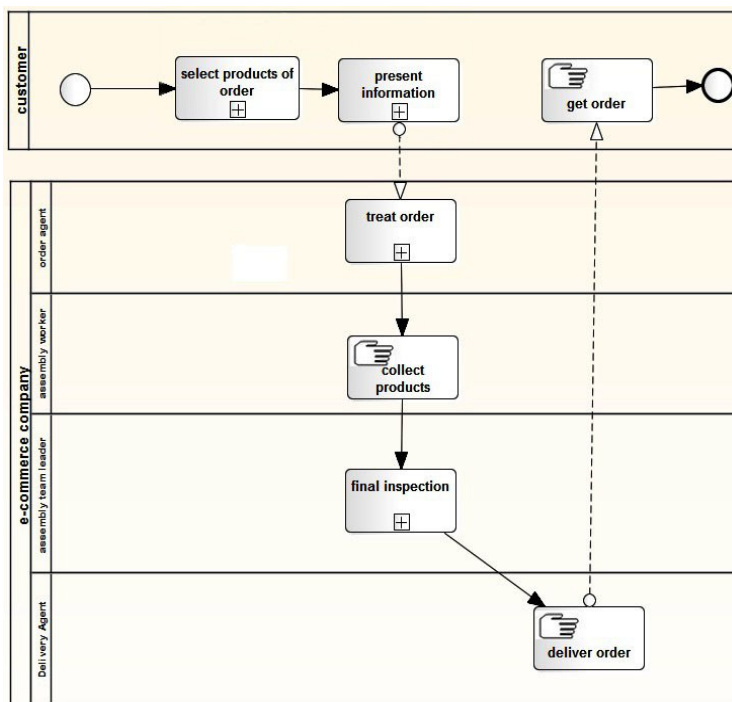 customer
select products of
order
present
information
get order
e-commerce company
order agent
treat order
assembly worker
collect
products
assembly team leader
final inspection
Delivery Agent
deliver order